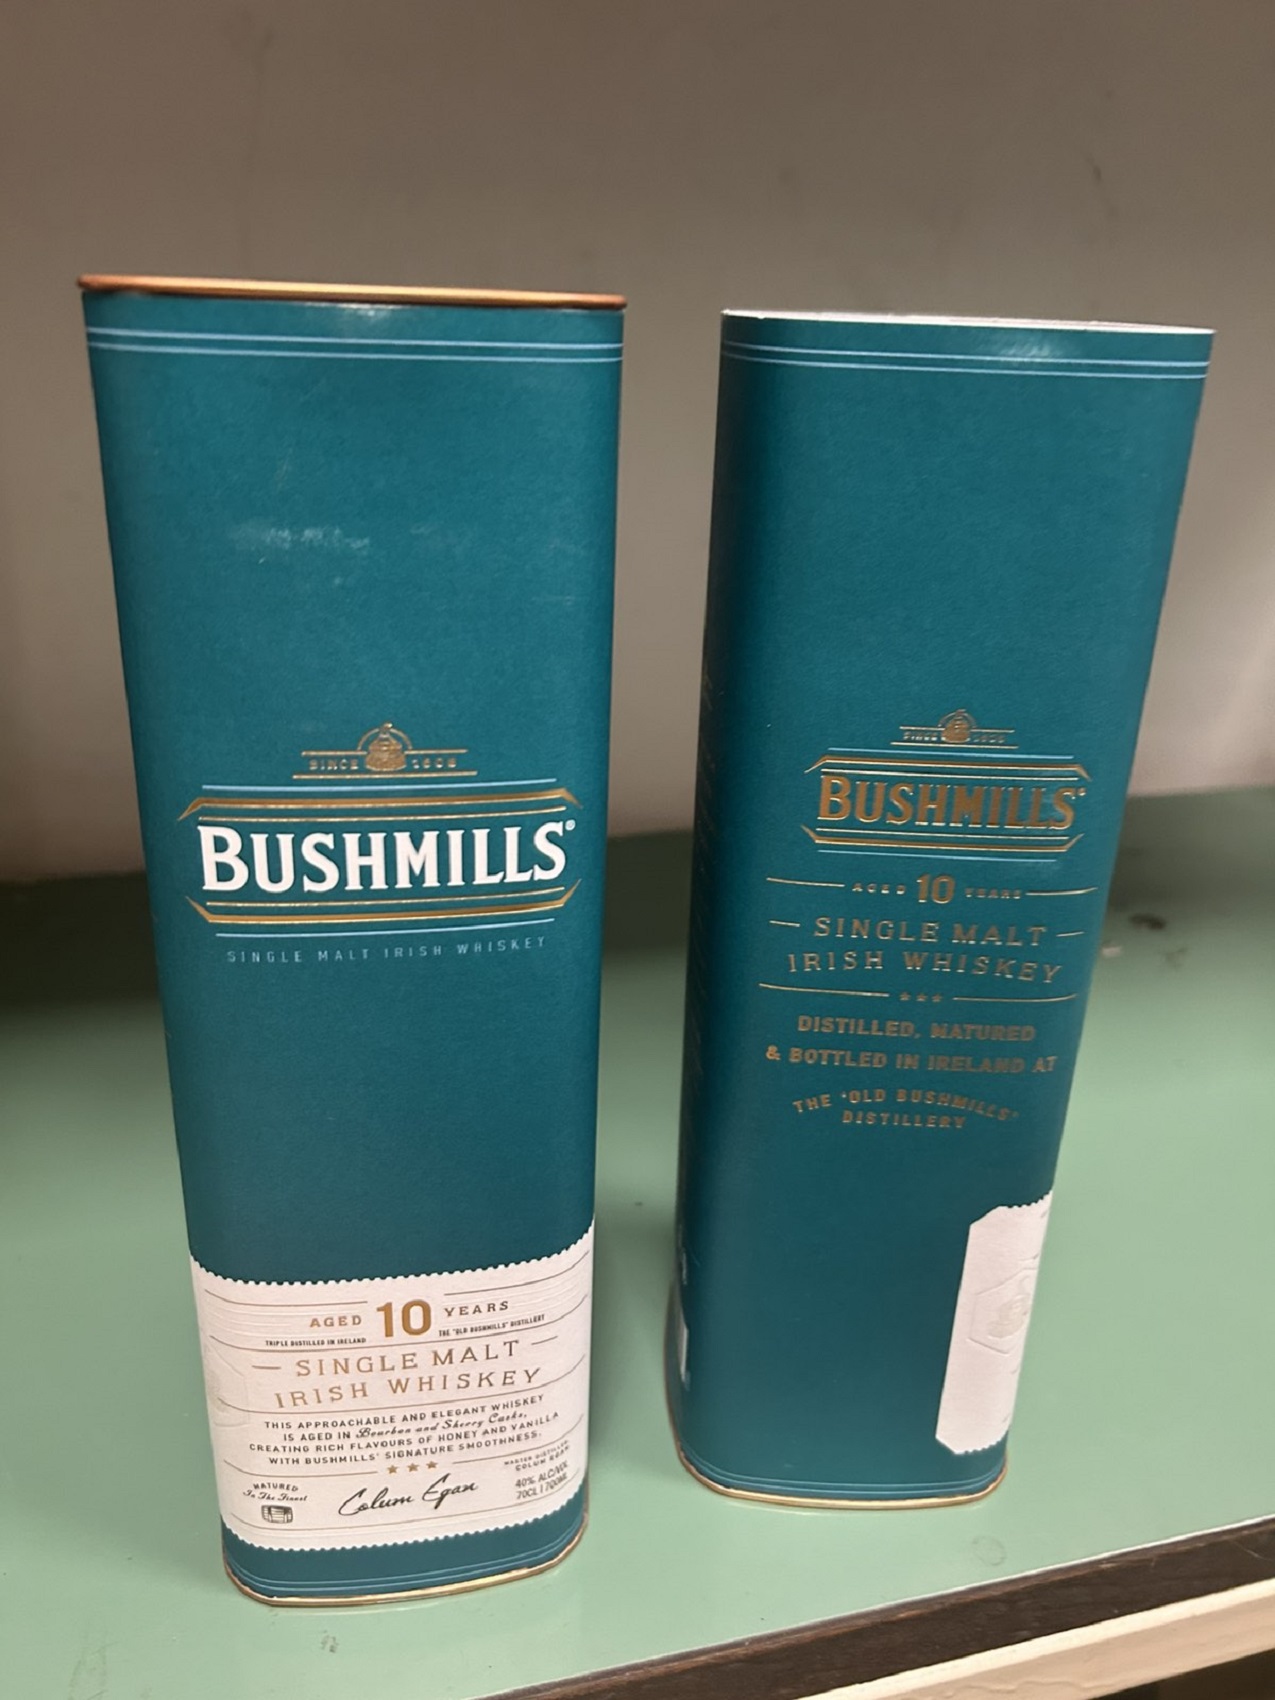 SINCE 1608
BUSHMILLS®
SINGLE MALT IRISH WHISKEY
AGED 10 YEARS
TRIPLE DISTILLED IN IRELAND THE "OLD BUSHMILLS" DISTILLERY
SINGLE MALT
IRISH WHISKEY
THIS APPROACHABLE AND ELEGANT WHISKEY
IS AGED IN Bourbon and Sherry Casks,
CREATING RICH FLAVOURS OF HONEY AND VANILLA
WITH BUSHMILLS' SIGNATURE SMOOTHNESS.
MATURED
In The Finest
Colum Egan
MASTER DISTILLER
COLUM EGAN
40% ALC/VOL
70CL | 700ML
SINCE 1608
BUSHMILLS®
AGED 10 YEARS
SINGLE MALT
IRISH WHISKEY
DISTILLED, MATURED
& BOTTLED IN IRELAND AT
THE 'OLD BUSHMILLS'
DISTILLERY